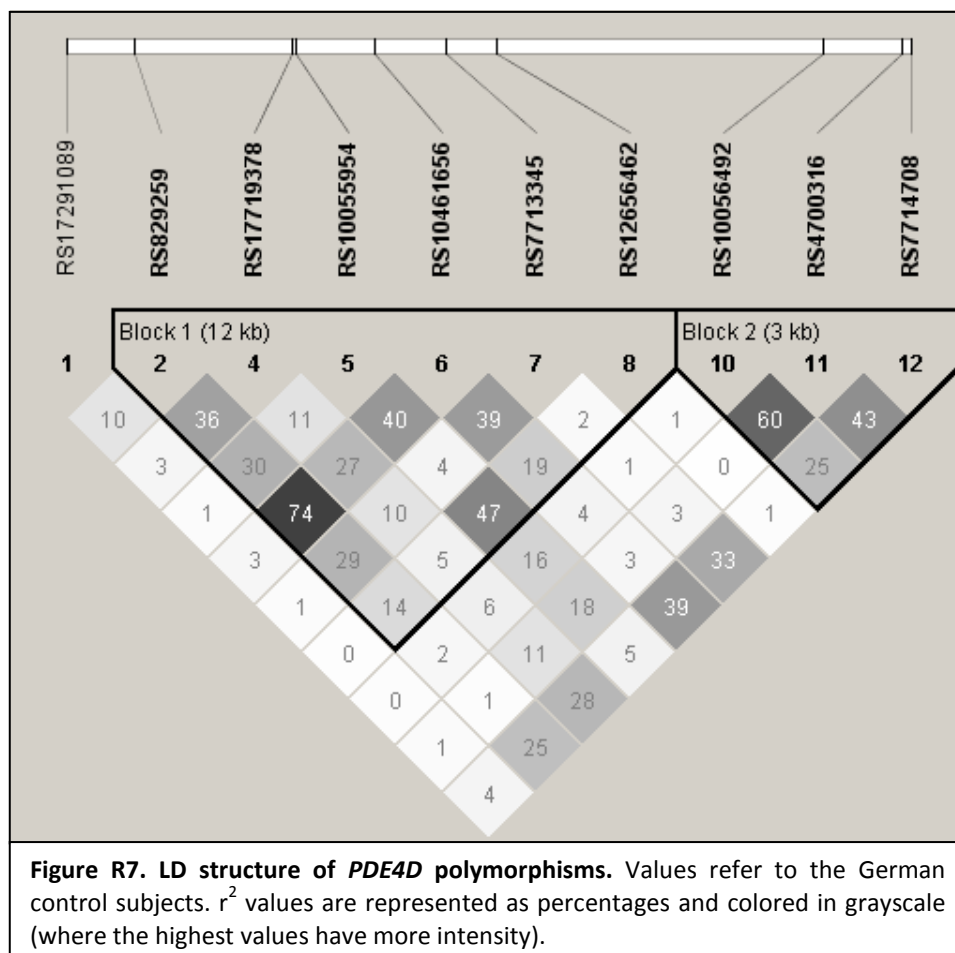 RS17291089
RS829259
RS17719378
RS10055954
RS10461656
RS7713345
RS12656462
RS10056492
RS4700316
RS7714708
Block 1 (12 kb) Block 2 (3 kb)
1 2 4 5 6 7 8 10 11 12
10 36 11 40 39 2 1 60 43
3 30 27 4 19 1 0 25
1 74 10 47 4 3 1
3 29 5 16 3 33
1 14 6 18 39
0 2 11 5
0 1 28
1 25
4
Figure R7. LD structure of PDE4D polymorphisms. Values refer to the German
control subjects. r² values are represented as percentages and colored in grayscale
(where the highest values have more intensity).